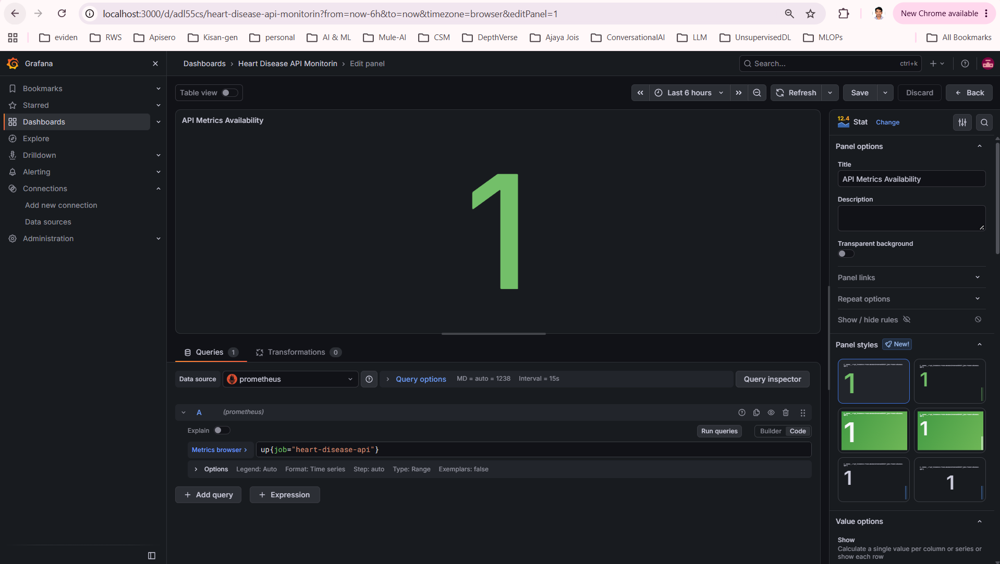 localhost:3000/d/adl55cs/heart-disease-api-monitorin?from=now-6h&to=now&timezone=browser&editPanel=1
New Chrome available
eviden
RWS
Apisero
Kisan-gen
personal
AI & ML
Mule-AI
CSM
DepthVerse
Ajaya Jois
ConversationalAI
LLM
UnsupervisedDL
MLOPs
All Bookmarks
Grafana
Dashboards › Heart Disease API Monitorin › Edit panel
Search...
ctrl+k
Bookmarks
Starred
Dashboards
Explore
Drilldown
Alerting
Connections
Add new connection
Data sources
Administration
Table view
Last 6 hours
Refresh
Save
Discard
Back
API Metrics Availability
1
Queries 1
Transformations 0
Data source
prometheus
Query options
MD = auto = 1238
Interval = 15s
Query inspector
A
(prometheus)
Explain
Run queries
Builder
Code
Metrics browser
up{job="heart-disease-api"}
Options
Legend: Auto
Format: Time series
Step: auto
Type: Range
Exemplars: false
+ Add query
+ Expression
12.4
Stat
Change
Panel options
Title
API Metrics Availability
Description
Transparent background
Panel links
Repeat options
Show / hide rules
Panel styles
New!
1
1
1
1
1
1
Value options
Show
Calculate a single value per column or series or
show each row